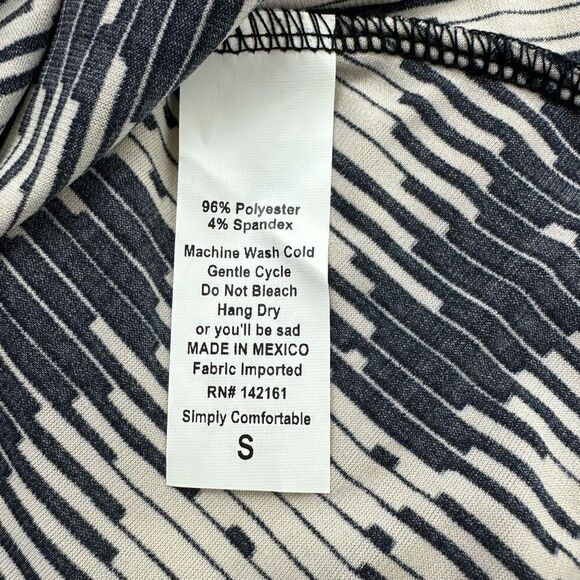 96% Polyester
4% Spandex
Machine Wash Cold
Gentle Cycle
Do Not Bleach
Hang Dry
or you'll be sad
MADE IN MEXICO
Fabric Imported
RN# 142161
Simply Comfortable
S